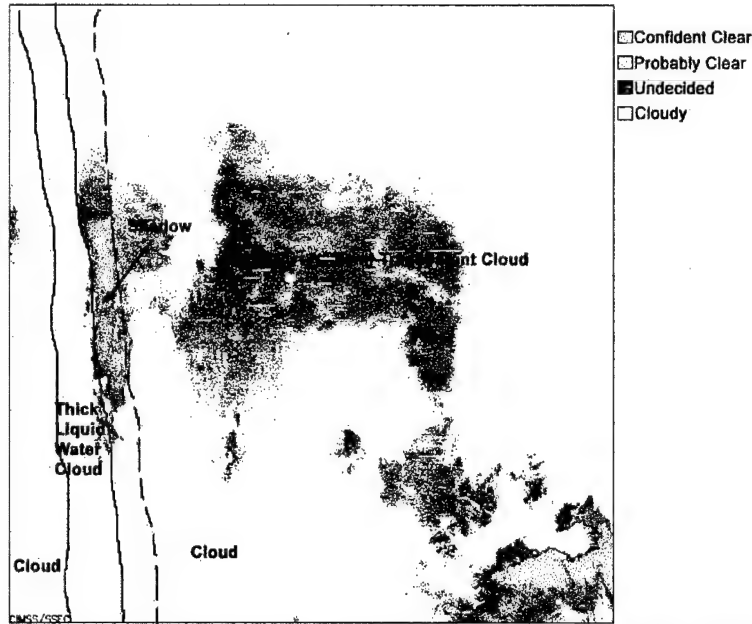 Confident Clear
Probably Clear
Undecided
Cloudy
Shadow
Cloud
Thick
Liquid
Water
Cloud
Cloud
Cloud
CIMSS/SSEC